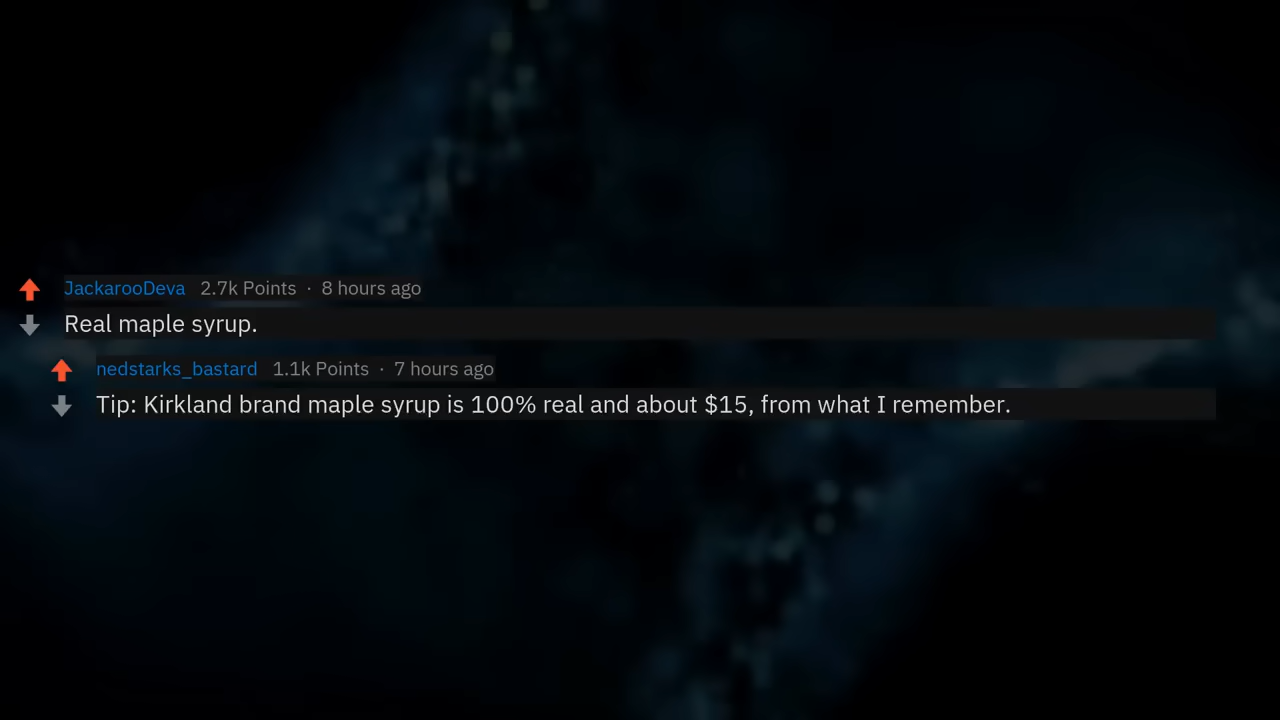 JackarooDeva 2.7k Points · 8 hours ago
Real maple syrup.
nedstarks_bastard 1.1k Points · 7 hours ago
Tip: Kirkland brand maple syrup is 100% real and about $15, from what I remember.